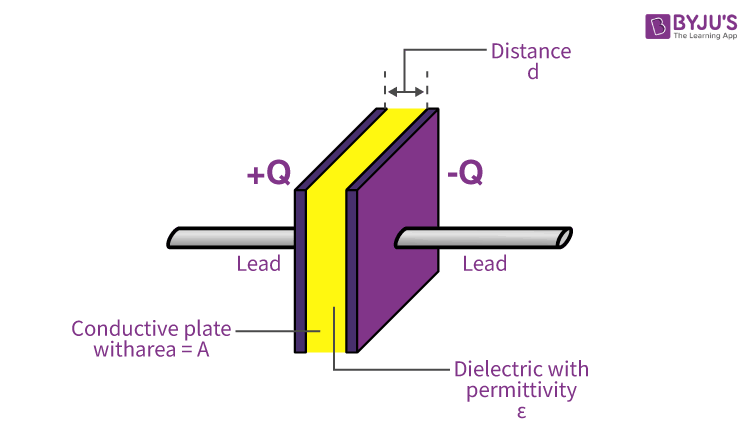 BYJU'S
The Learning App
Distance
d
+Q
-Q
Lead
Lead
Conductive plate
witharea = A
Dielectric with
permittivity
ε